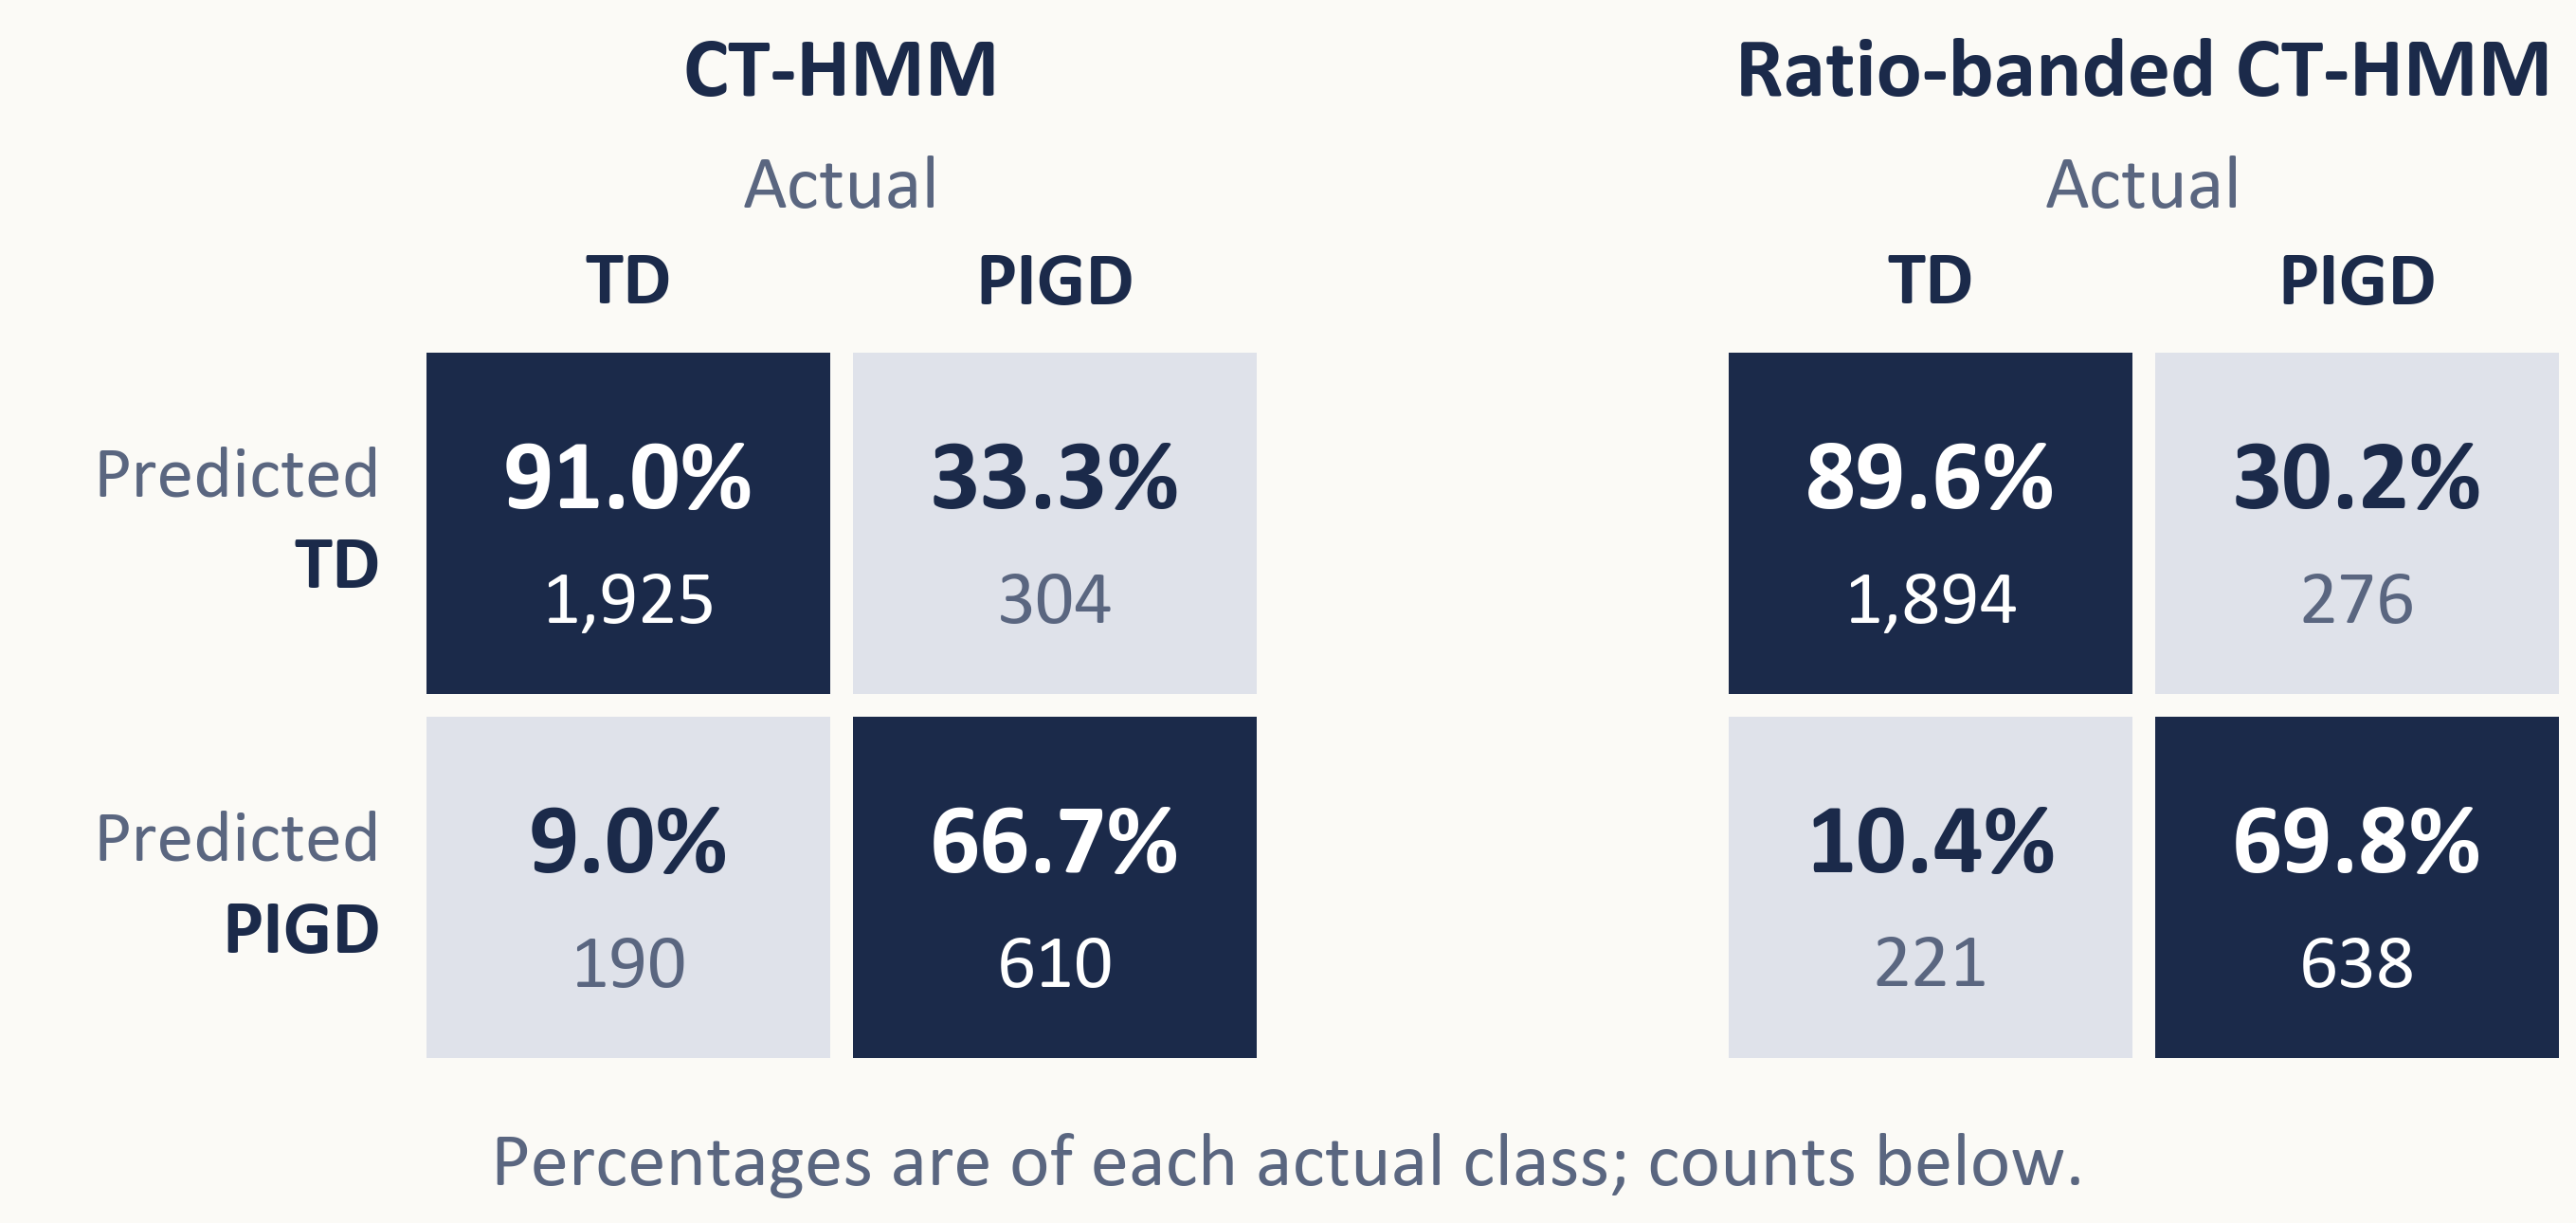 CT-HMM
Actual
TD PIGD
Predicted TD
91.0% 33.3%
1,925 304
Predicted PIGD
9.0% 66.7%
190 610
Ratio-banded CT-HMM
Actual
TD PIGD
89.6% 30.2%
1,894 276
10.4% 69.8%
221 638
Percentages are of each actual class; counts below.